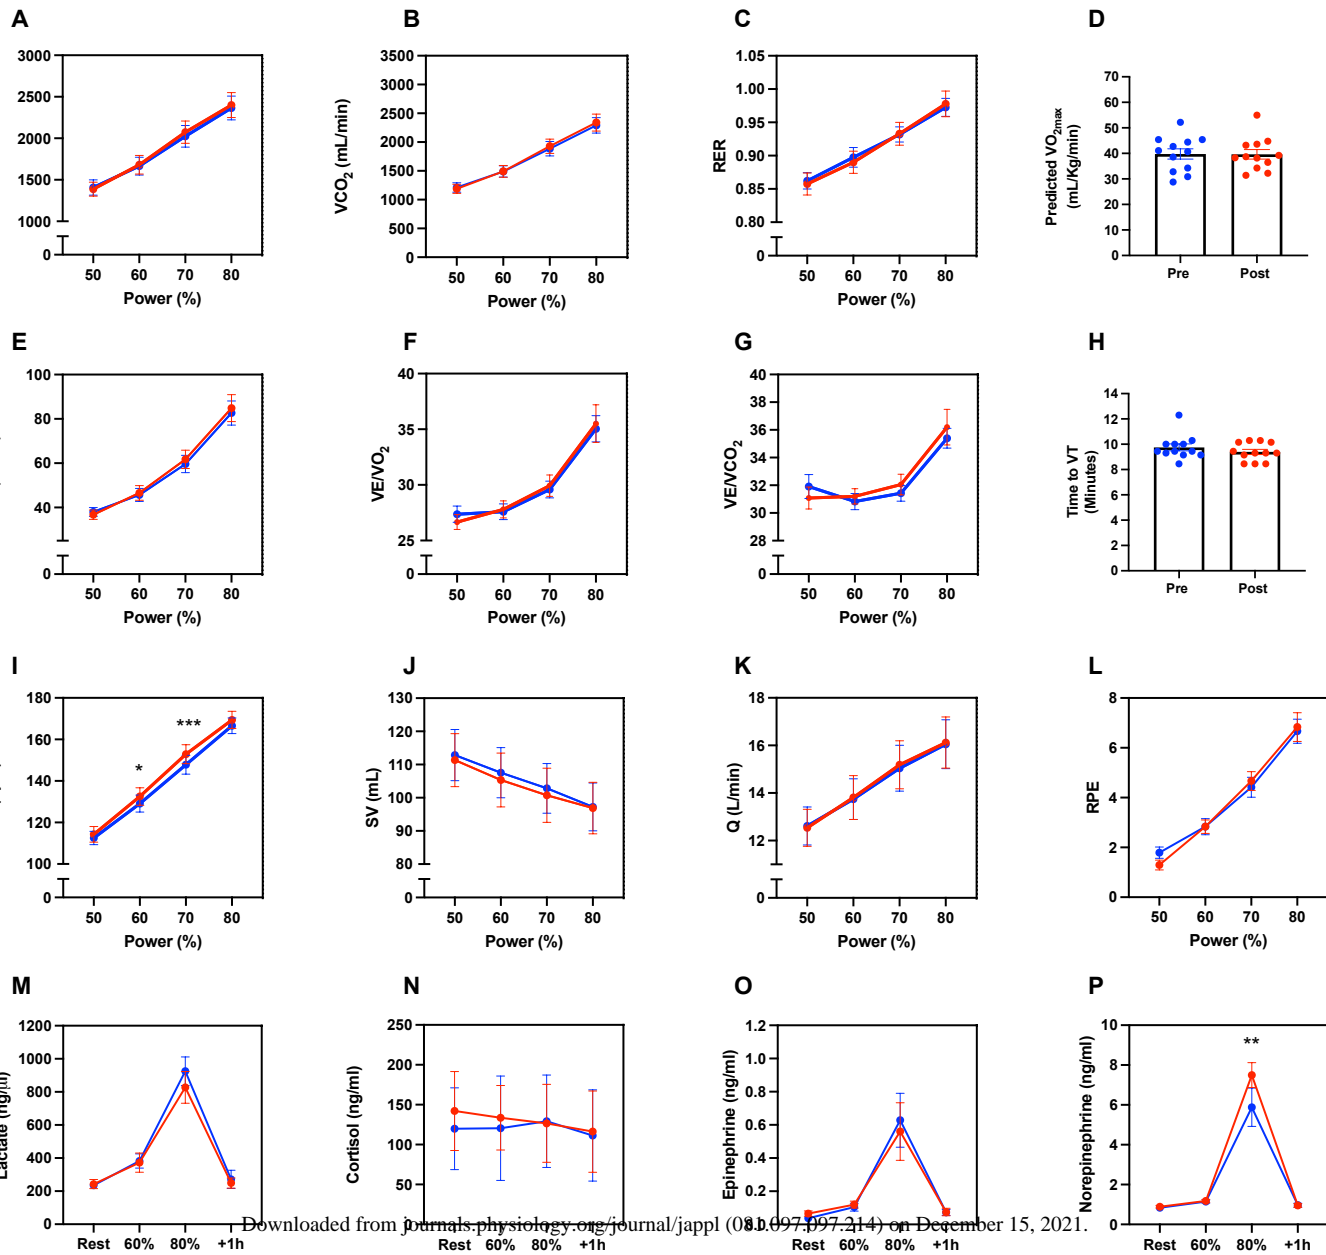 A
B
C
D
3000
2500
2000
1500
1000
0
50 60 70 80
Power (%)
VCO2 (mL/min)
3500
3000
2500
2000
1500
1000
500
0
50 60 70 80
Power (%)
RER
1.05
1.00
0.95
0.90
0.85
0.80
0
50 60 70 80
Power (%)
Predicted VO2max
(mL/Kg/min)
70
60
50
40
30
20
10
0
Pre Post
E
F
G
H
100
80
60
40
0
50 60 70 80
Power (%)
VE/VO2
40
35
30
25
0
50 60 70 80
Power (%)
VE/VCO2
40
38
36
34
32
30
28
0
50 60 70 80
Power (%)
Time to VT
(Minutes)
14
12
10
8
6
4
2
0
Pre Post
I
J
K
L
180
160
140
120
100
0
*
***
50 60 70 80
Power (%)
SV (mL)
130
120
110
100
90
80
0
50 60 70 80
Power (%)
Q (L/min)
18
16
14
12
0
50 60 70 80
Power (%)
RPE
8
6
4
2
0
50 60 70 80
Power (%)
M
N
O
P
Lactate (ng/ml)
1200
1000
800
600
400
200
0
Rest 60% 80% +1h
Cortisol (ng/ml)
250
200
150
100
50
0
Rest 60% 80% +1h
Epinephrine (ng/ml)
1.2
1.0
0.8
0.6
0.4
0.2
0.0
Rest 60% 80% +1h
Norepinephrine (ng/ml)
10
8
6
4
2
0
**
Rest 60% 80% +1h
Downloaded from journals.physiology.org/journal/jappl (081.097.097.214) on December 15, 2021.